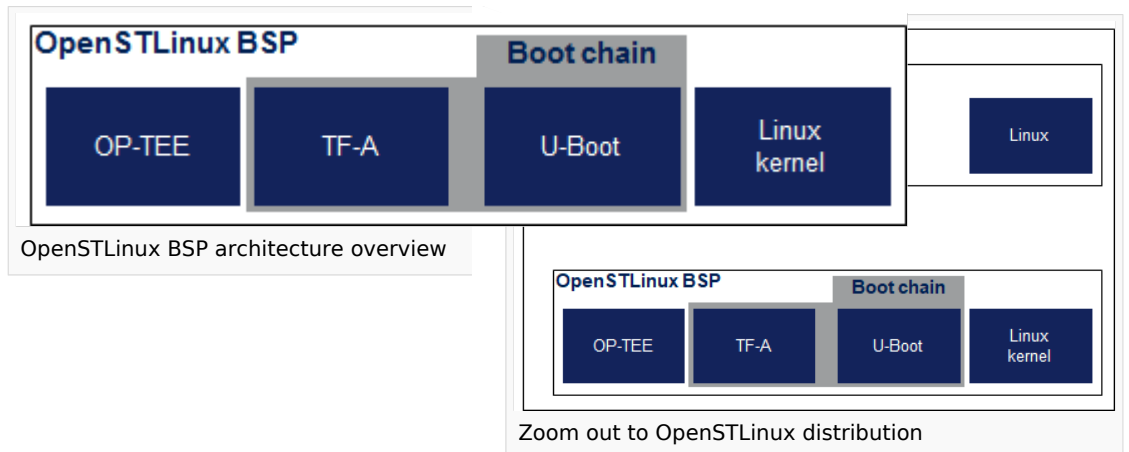 OpenSTLinux BSP
Boot chain
OP-TEE
TF-A
U-Boot
Linux
kernel
OpenSTLinux BSP architecture overview
Linux
OpenSTLinux BSP
Boot chain
OP-TEE
TF-A
U-Boot
Linux
kernel
Zoom out to OpenSTLinux distribution